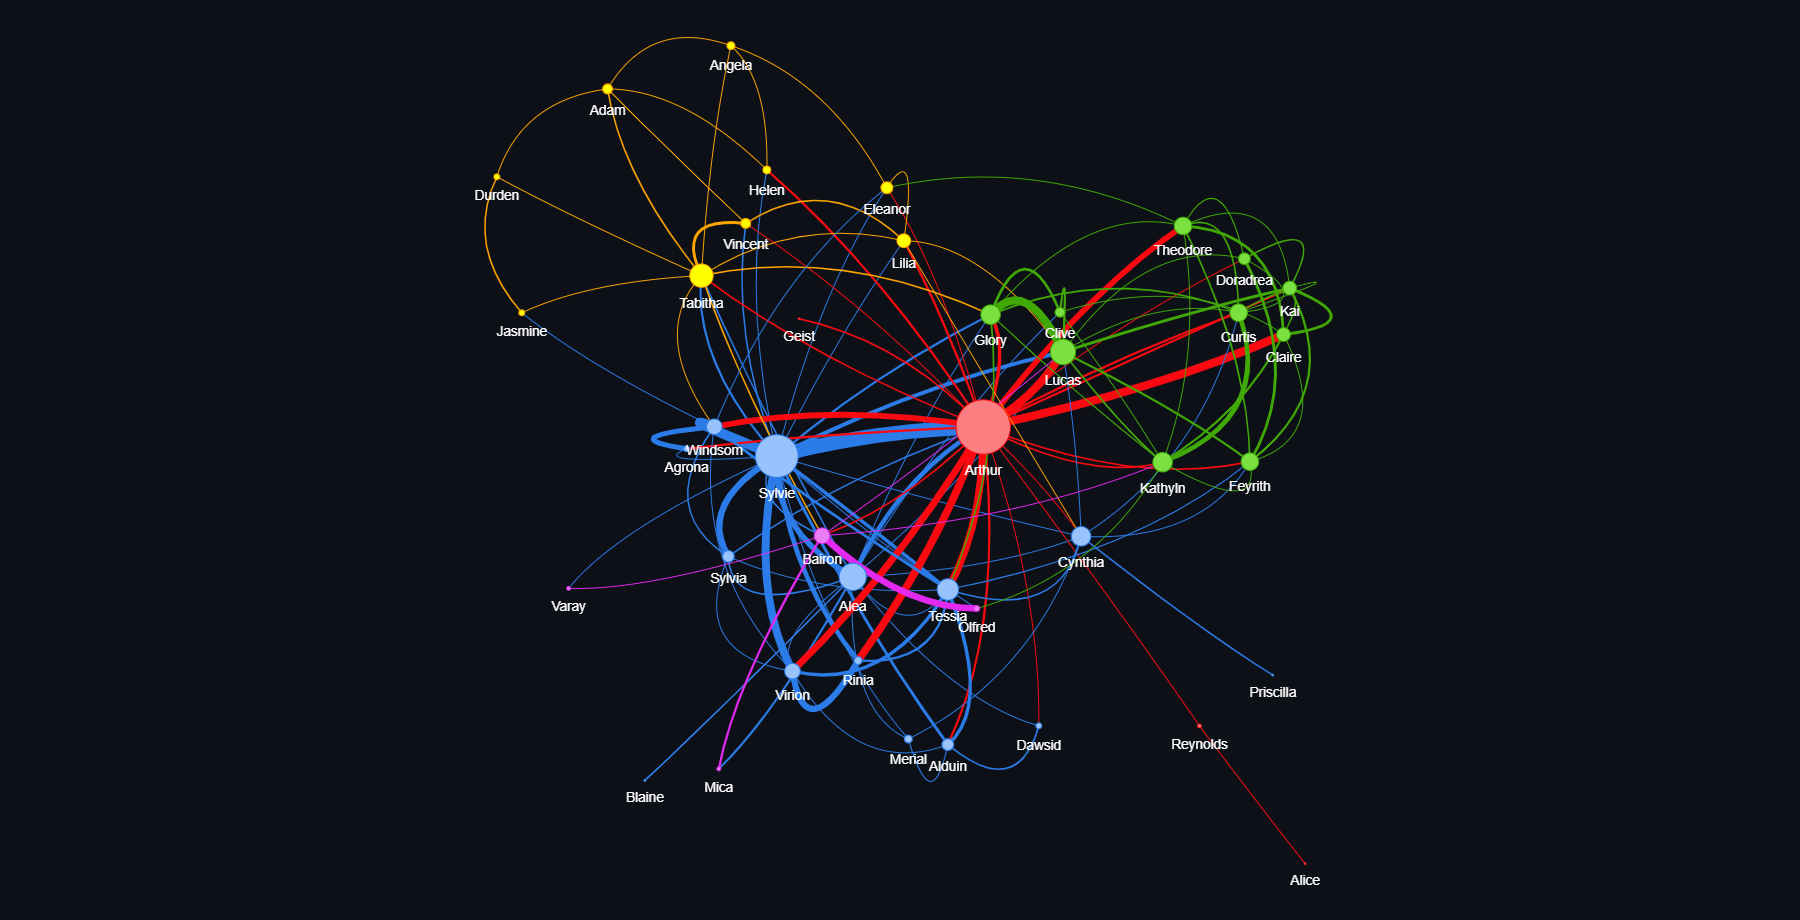 Angela
Adam
Helen
Durden
Eleanor
Vincent
Theodore
Lilia
Doradrea
Tabitha
Kai
Jasmine
Geist
Glory
Clive
Curtis
Claire
Lucas
Windsom
Agrona
Arthur
Sylvie
Kathyln
Feyrith
Bairon
Cynthia
Sylvia
Varay
Alea
Tessia
Olfred
Rinia
Virion
Priscilla
Dawsid
Reynolds
Merial
Alduin
Mica
Blaine
Alice